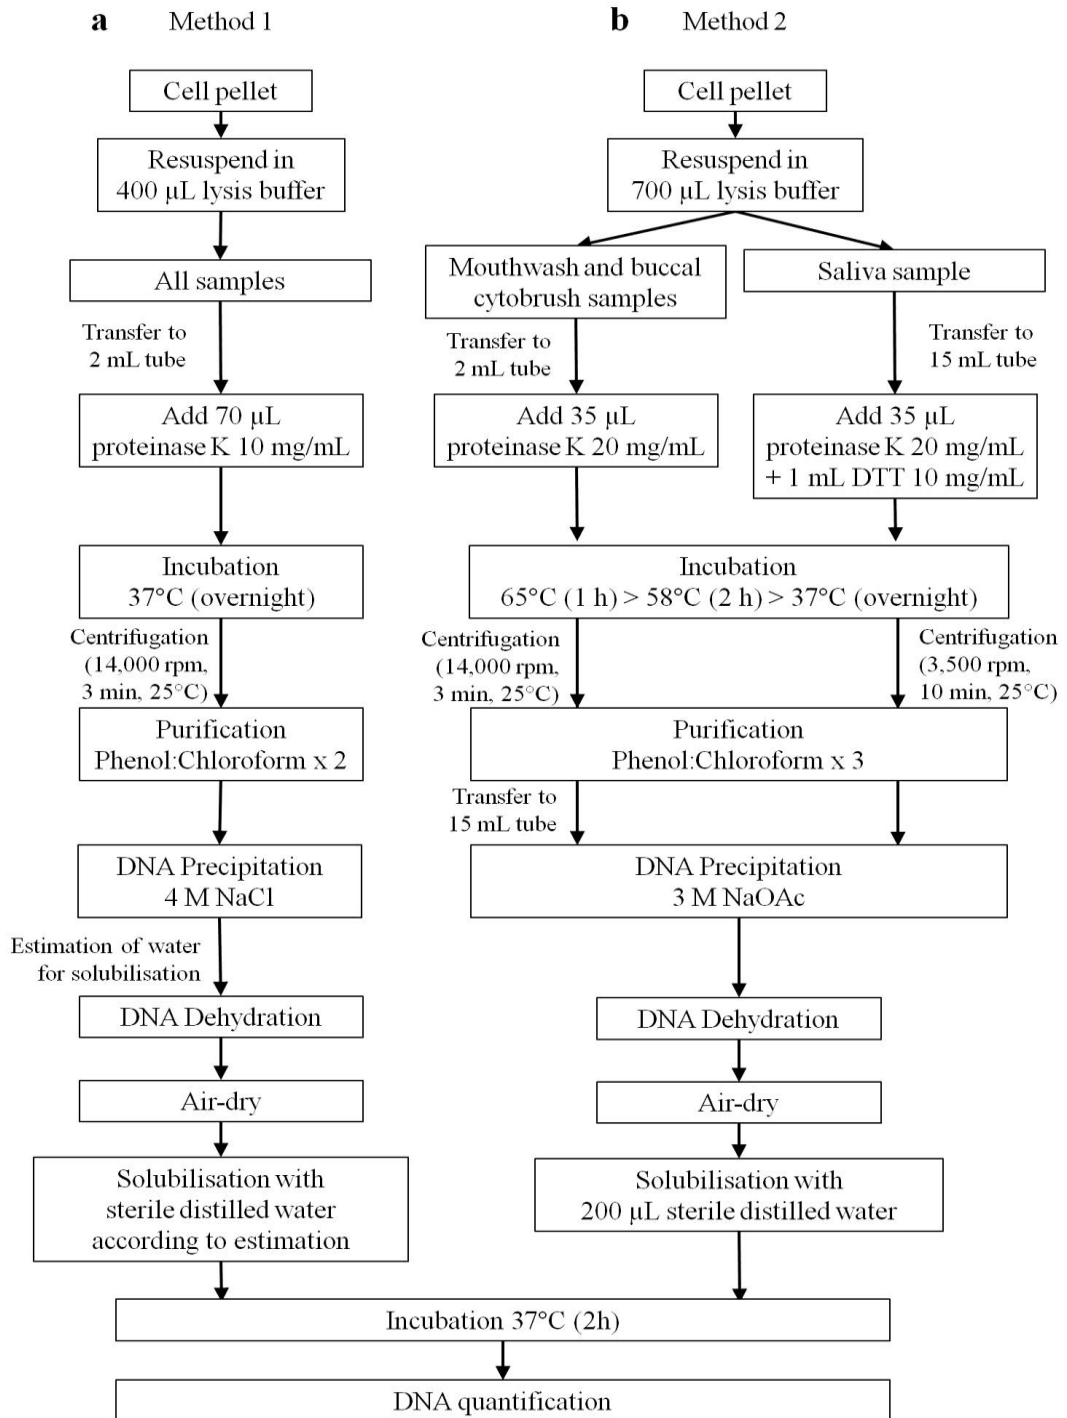 a Method 1
Cell pellet
Resuspend in
400 µL lysis buffer
All samples
Transfer to
2 mL tube
Add 70 µL
proteinase K 10 mg/mL
Incubation
37°C (overnight)
Centrifugation
(14,000 rpm,
3 min, 25°C)
Purification
Phenol:Chloroform x 2
DNA Precipitation
4 M NaCl
Estimation of water
for solubilisation
DNA Dehydration
Air-dry
Solubilisation with
sterile distilled water
according to estimation
b Method 2
Cell pellet
Resuspend in
700 µL lysis buffer
Mouthwash and buccal
cytobrush samples
Transfer to
2 mL tube
Add 35 µL
proteinase K 20 mg/mL
Saliva sample
Transfer to
15 mL tube
Add 35 µL
proteinase K 20 mg/mL
+ 1 mL DTT 10 mg/mL
Incubation
65°C (1 h) > 58°C (2 h) > 37°C (overnight)
Centrifugation
(14,000 rpm,
3 min, 25°C)
Centrifugation
(3,500 rpm,
10 min, 25°C)
Purification
Phenol:Chloroform x 3
Transfer to
15 mL tube
DNA Precipitation
3 M NaOAc
DNA Dehydration
Air-dry
Solubilisation with
200 µL sterile distilled water
Incubation 37°C (2h)
DNA quantification